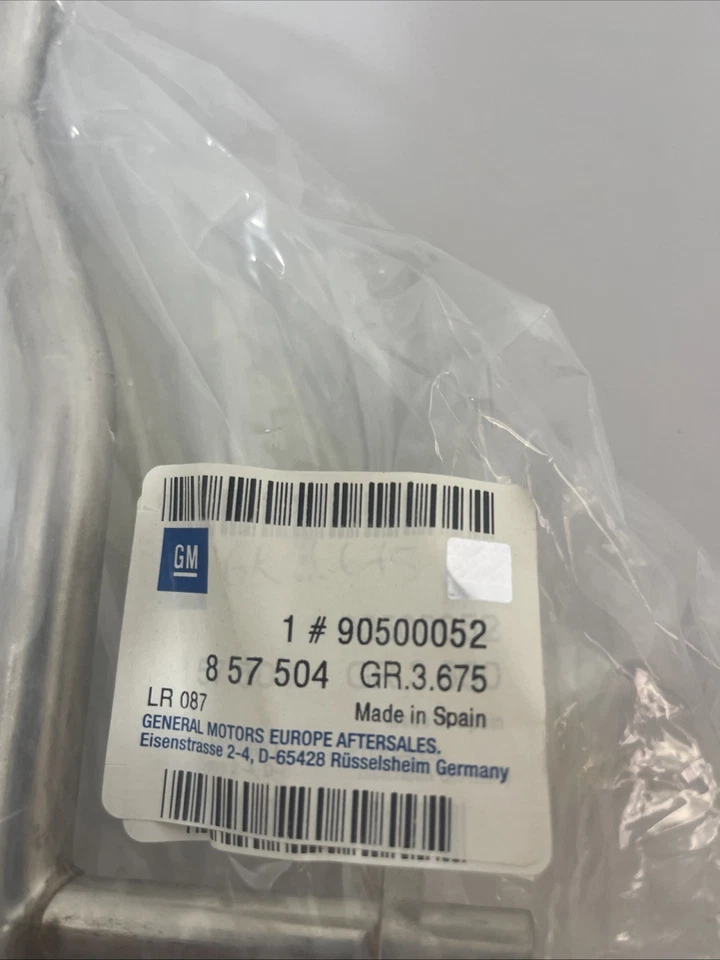 GM
1 # 90500052
8 57 504 GR.3.675
LR 087
Made in Spain
GENERAL MOTORS EUROPE AFTERSALES.
Eisenstrasse 2-4, D-65428 Rüsselsheim Germany